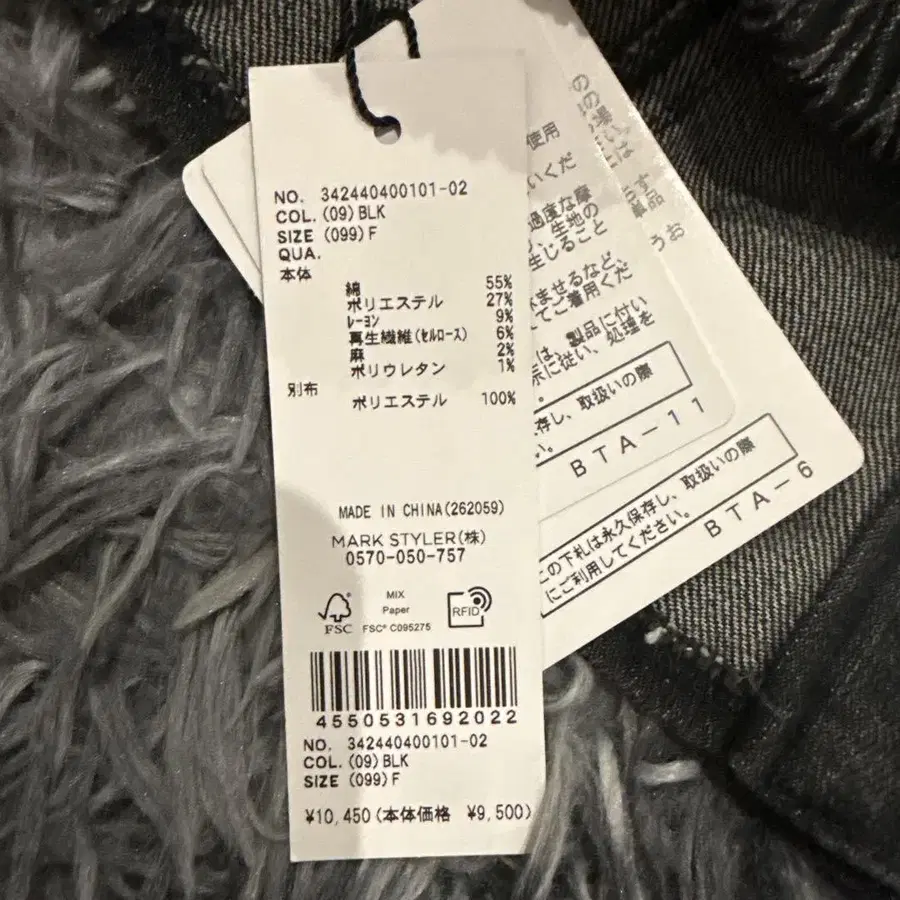 NO. 342440400101-02
COL. (09) BLK
SIZE (099) F
QUA.
本体
綿 55%
ポリエステル 27%
レーヨン 9%
再生繊維(セルロース) 6%
麻 2%
ポリウレタン 1%
別布
ポリエステル 100%
MADE IN CHINA(262059)
MARK STYLER(株)
0570-050-757
FSC
MIX
Paper
FSC® C095275
RFID
4550531692022
NO. 342440400101-02
COL. (09) BLK
SIZE (099) F
¥10,450(本体価格 ¥9,500)
使用
いくだ
過度な摩
、生地の
生じること
ませるなど、
てご着用くだ
は、製品に付い
示に従い、処理を
存し、取扱いの際
い。
BTA-11
この下札は永久保存し、取扱いの際
にご利用してください。
BTA-6